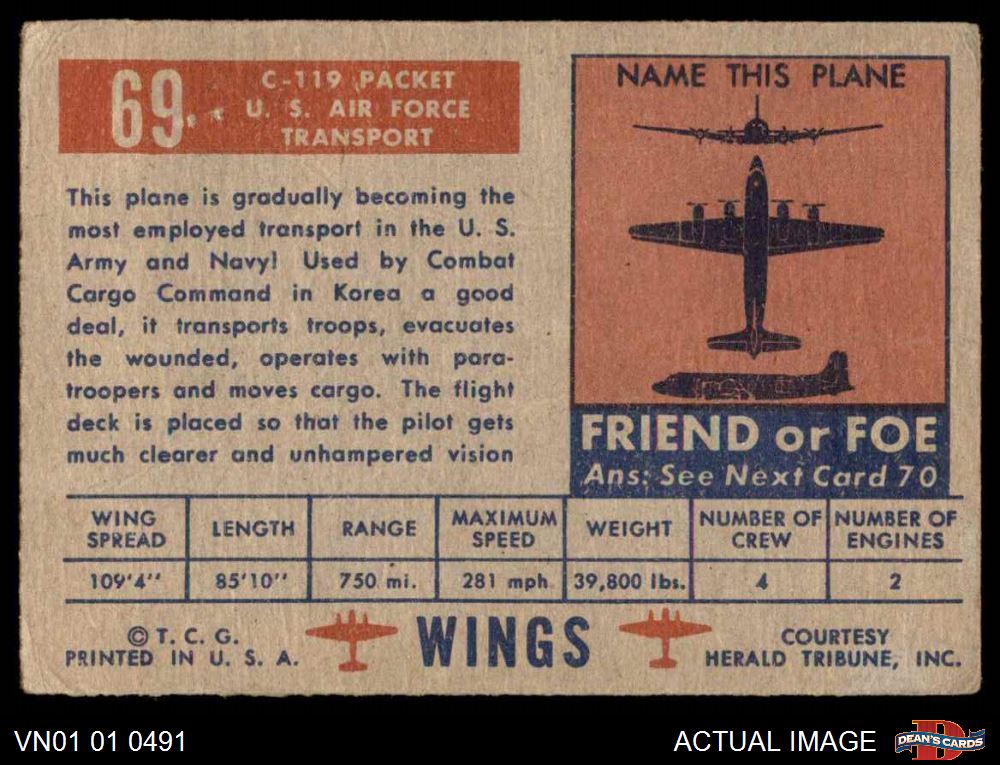 69
C-119 PACKET
U. S. AIR FORCE
TRANSPORT
This plane is gradually becoming the
most employed transport in the U. S.
Army and Navy! Used by Combat
Cargo Command in Korea a good
deal, it transports troops, evacuates
the wounded, operates with para-
troopers and moves cargo. The flight
deck is placed so that the pilot gets
much clearer and unhampered vision
NAME THIS PLANE
FRIEND or FOE
Ans: See Next Card 70
WING SPREAD
LENGTH
RANGE
MAXIMUM SPEED
WEIGHT
NUMBER OF CREW
NUMBER OF ENGINES
109'4"
85'10"
750 mi.
281 mph
39,800 lbs.
4
2
© T. C. G.
PRINTED IN U. S. A.
WINGS
COURTESY
HERALD TRIBUNE, INC.
VN01 01 0491
ACTUAL IMAGE
DEAN'S CARDS